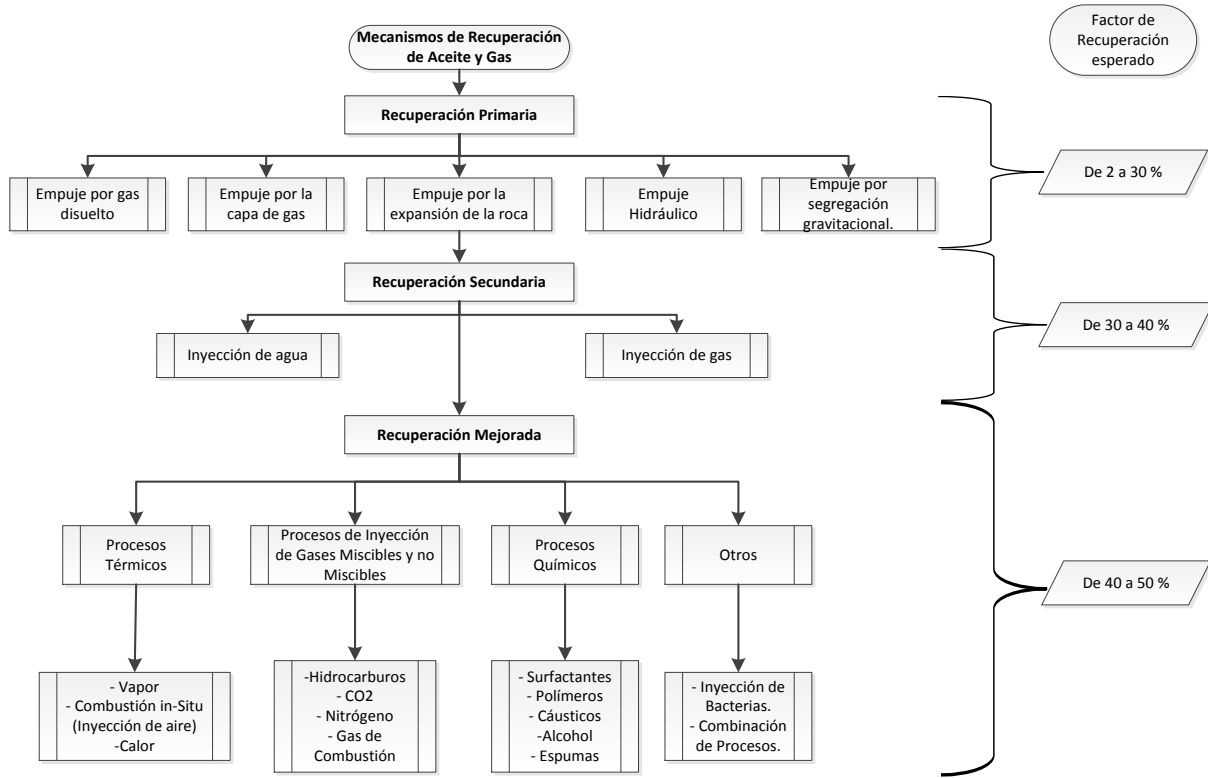 Mecanismos de Recuperación
de Aceite y Gas
Factor de
Recuperación
esperado
Recuperación Primaria
Empuje por gas
disuelto
Empuje por la
capa de gas
Empuje por la
expansión de la roca
Empuje
Hidráulico
Empuje por
segregación
gravitacional.
De 2 a 30 %
Recuperación Secundaria
Inyección de agua
Inyección de gas
De 30 a 40 %
Recuperación Mejorada
Procesos
Térmicos
Procesos de Inyección
de Gases Miscibles y no
Miscibles
Procesos
Químicos
Otros
De 40 a 50 %
- Vapor
- Combustión in-Situ
(Inyección de aire)
-Calor
-Hidrocarburos
- CO2
- Nitrógeno
- Gas de
Combustión
- Surfactantes
- Polímeros
- Cáusticos
-Alcohol
- Espumas
- Inyección de
Bacterias.
- Combinación
de Procesos.